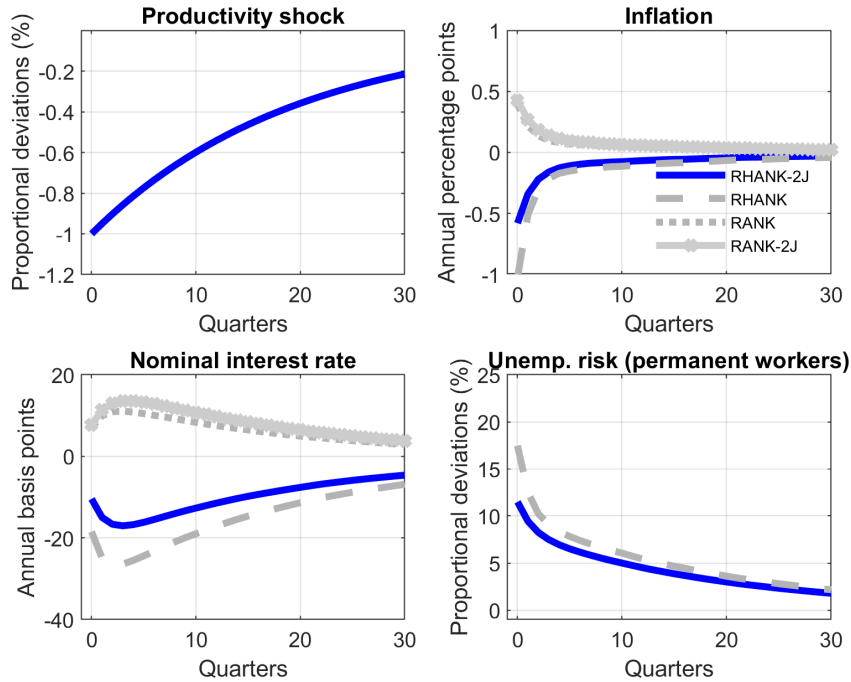 Productivity shock
Proportional deviations (%)
-0.2
-0.4
-0.6
-0.8
-1
-1.2
0
10
20
30
Quarters
Inflation
Annual percentage points
1
0.5
0
-0.5
-1
RHANK-2J
RHANK
RANK
RANK-2J
0
10
20
30
Quarters
Nominal interest rate
Annual basis points
20
0
-20
-40
0
10
20
30
Quarters
Unemp. risk (permanent workers)
Proportional deviations (%)
25
20
15
10
5
0
0
10
20
30
Quarters